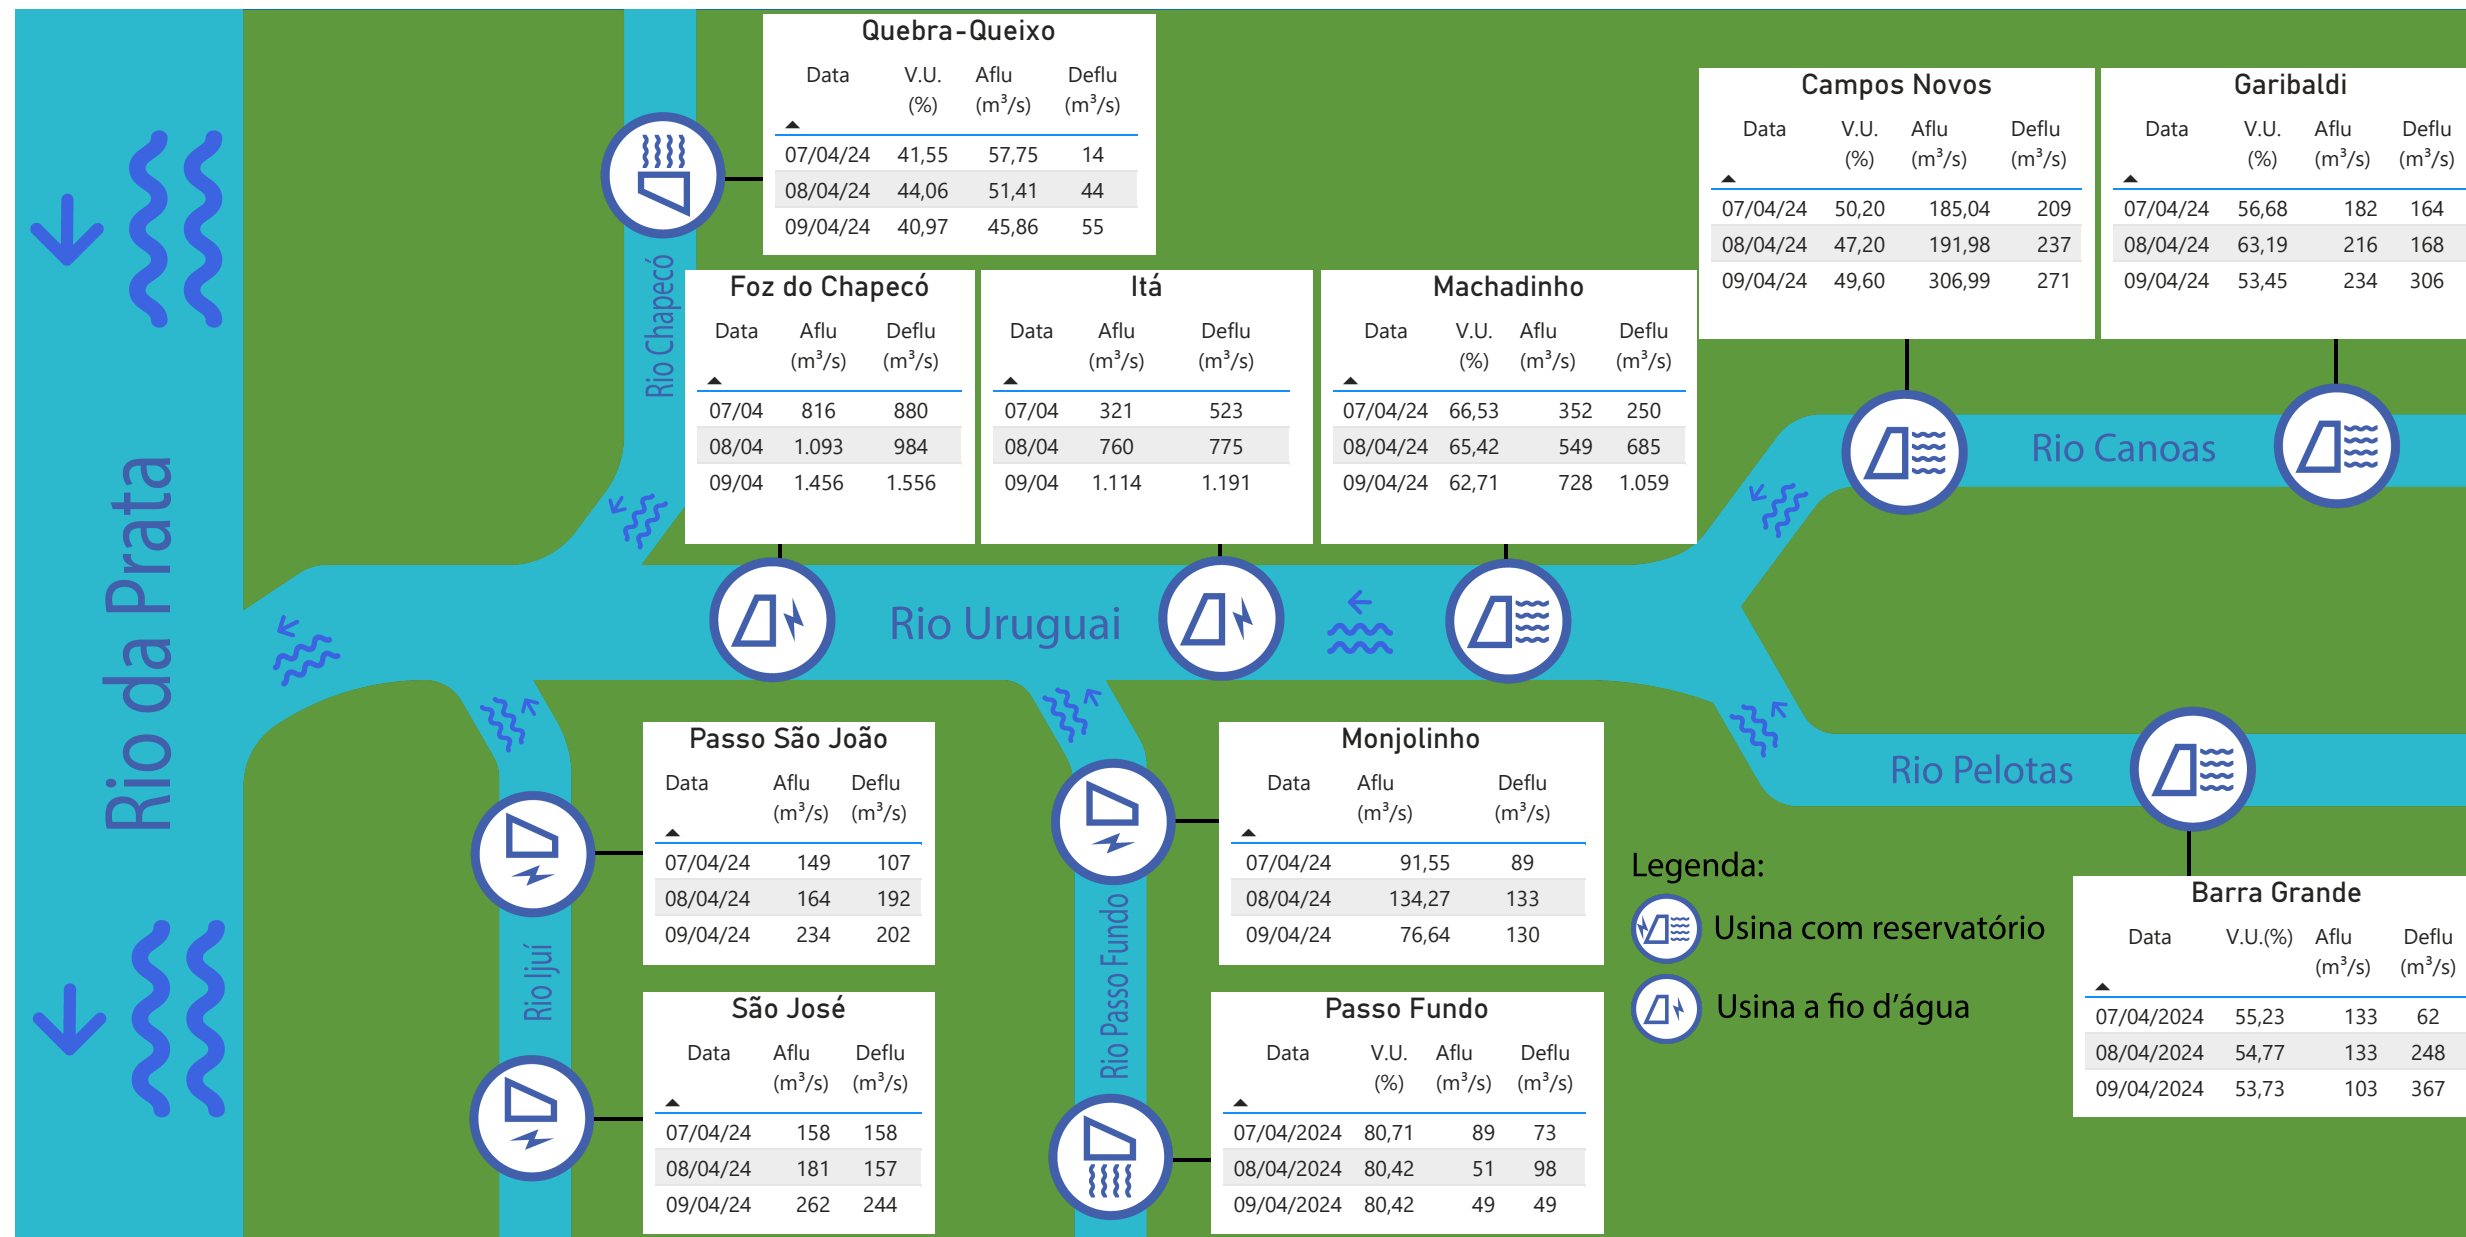 Quebra-Queixo
Data V.U. Aflu Deflu
(%) (m³/s) (m³/s)
07/04/24 41,55 57,75 14
08/04/24 44,06 51,41 44
09/04/24 40,97 45,86 55
Campos Novos
Data V.U. Aflu Deflu
(%) (m³/s) (m³/s)
07/04/24 50,20 185,04 209
08/04/24 47,20 191,98 237
09/04/24 49,60 306,99 271
Garibaldi
Data V.U. Aflu Deflu
(%) (m³/s) (m³/s)
07/04/24 56,68 182 164
08/04/24 63,19 216 168
09/04/24 53,45 234 306
Rio Chapecó
Foz do Chapecó
Data Aflu Deflu
(m³/s) (m³/s)
07/04 816 880
08/04 1.093 984
09/04 1.456 1.556
Itá
Data Aflu Deflu
(m³/s) (m³/s)
07/04 321 523
08/04 760 775
09/04 1.114 1.191
Machadinho
Data V.U. Aflu Deflu
(%) (m³/s) (m³/s)
07/04/24 66,53 352 250
08/04/24 65,42 549 685
09/04/24 62,71 728 1.059
Rio Canoas
Rio da Prata
Rio Uruguai
Rio Pelotas
Passo São João
Data Aflu Deflu
(m³/s) (m³/s)
07/04/24 149 107
08/04/24 164 192
09/04/24 234 202
Monjolinho
Data Aflu Deflu
(m³/s) (m³/s)
07/04/24 91,55 89
08/04/24 134,27 133
09/04/24 76,64 130
Legenda:
Usina com reservatório
Usina a fio d’água
Barra Grande
Data V.U.(%) Aflu Deflu
(m³/s) (m³/s)
07/04/2024 55,23 133 62
08/04/2024 54,77 133 248
09/04/2024 53,73 103 367
Rio Ijuí
Rio Passo Fundo
São José
Data Aflu Deflu
(m³/s) (m³/s)
07/04/24 158 158
08/04/24 181 157
09/04/24 262 244
Passo Fundo
Data V.U. Aflu Deflu
(%) (m³/s) (m³/s)
07/04/2024 80,71 89 73
08/04/2024 80,42 51 98
09/04/2024 80,42 49 49